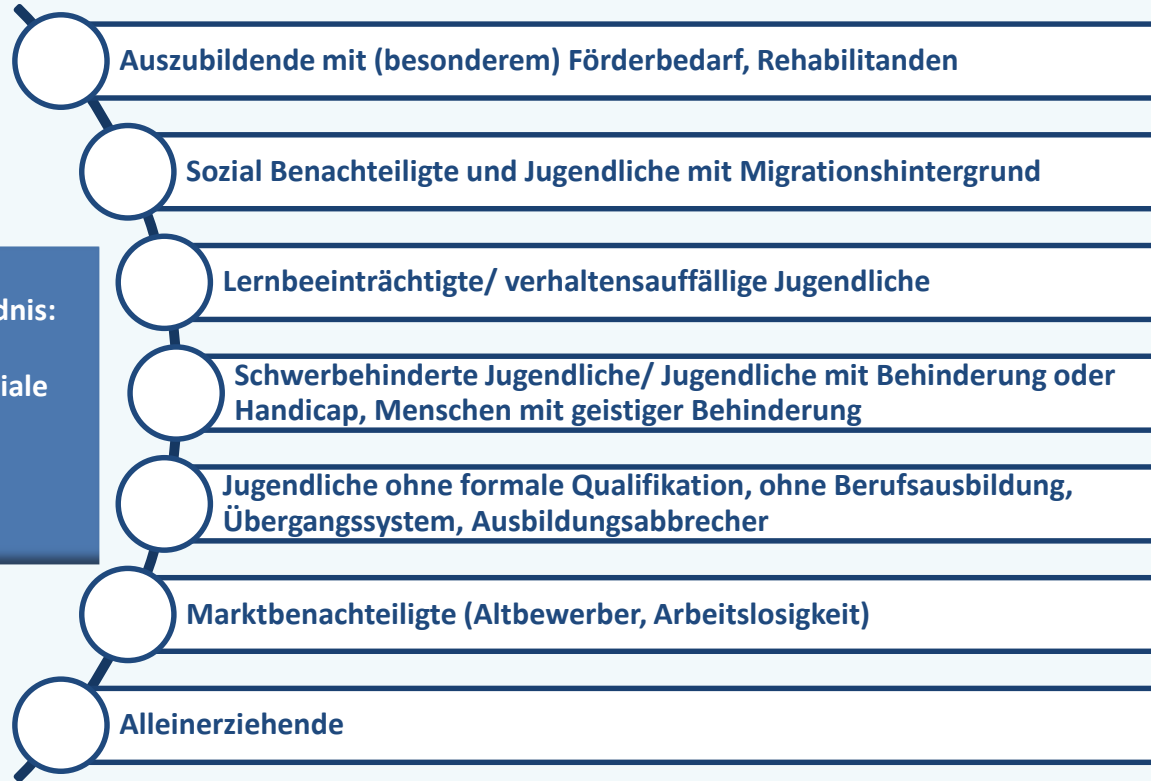 Auszubildende mit (besonderem) Förderbedarf, Rehabilitanden
Sozial Benachteiligte und Jugendliche mit Migrationshintergrund
Lernbeeinträchtigte/ verhaltensauffällige Jugendliche
dnis:
iale
Schwerbehinderte Jugendliche/ Jugendliche mit Behinderung oder
Handicap, Menschen mit geistiger Behinderung
Jugendliche ohne formale Qualifikation, ohne Berufsausbildung,
Übergangssystem, Ausbildungsabbrecher
Marktbenachteiligte (Altbewerber, Arbeitslosigkeit)
Alleinerziehende